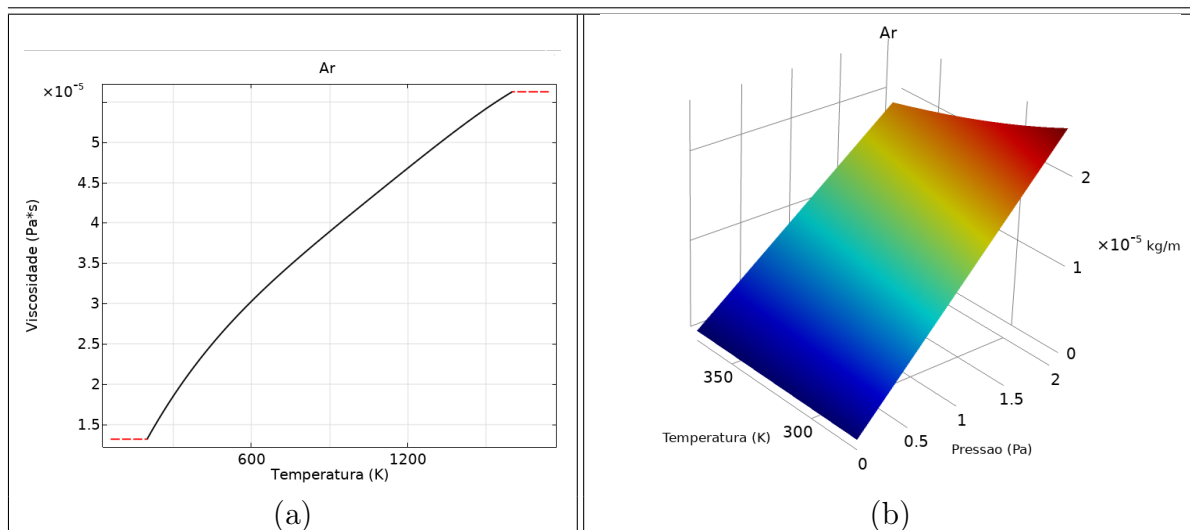 Ar
×10⁻⁵
5
4.5
4
3.5
3
2.5
2
1.5
600
1200
Viscosidade (Pa*s)
Temperatura (K)
(a)
Ar
2
1
0
×10⁻⁵ kg/m
350
300
Temperatura (K)
2
1.5
1
0.5
0
Pressao (Pa)
(b)